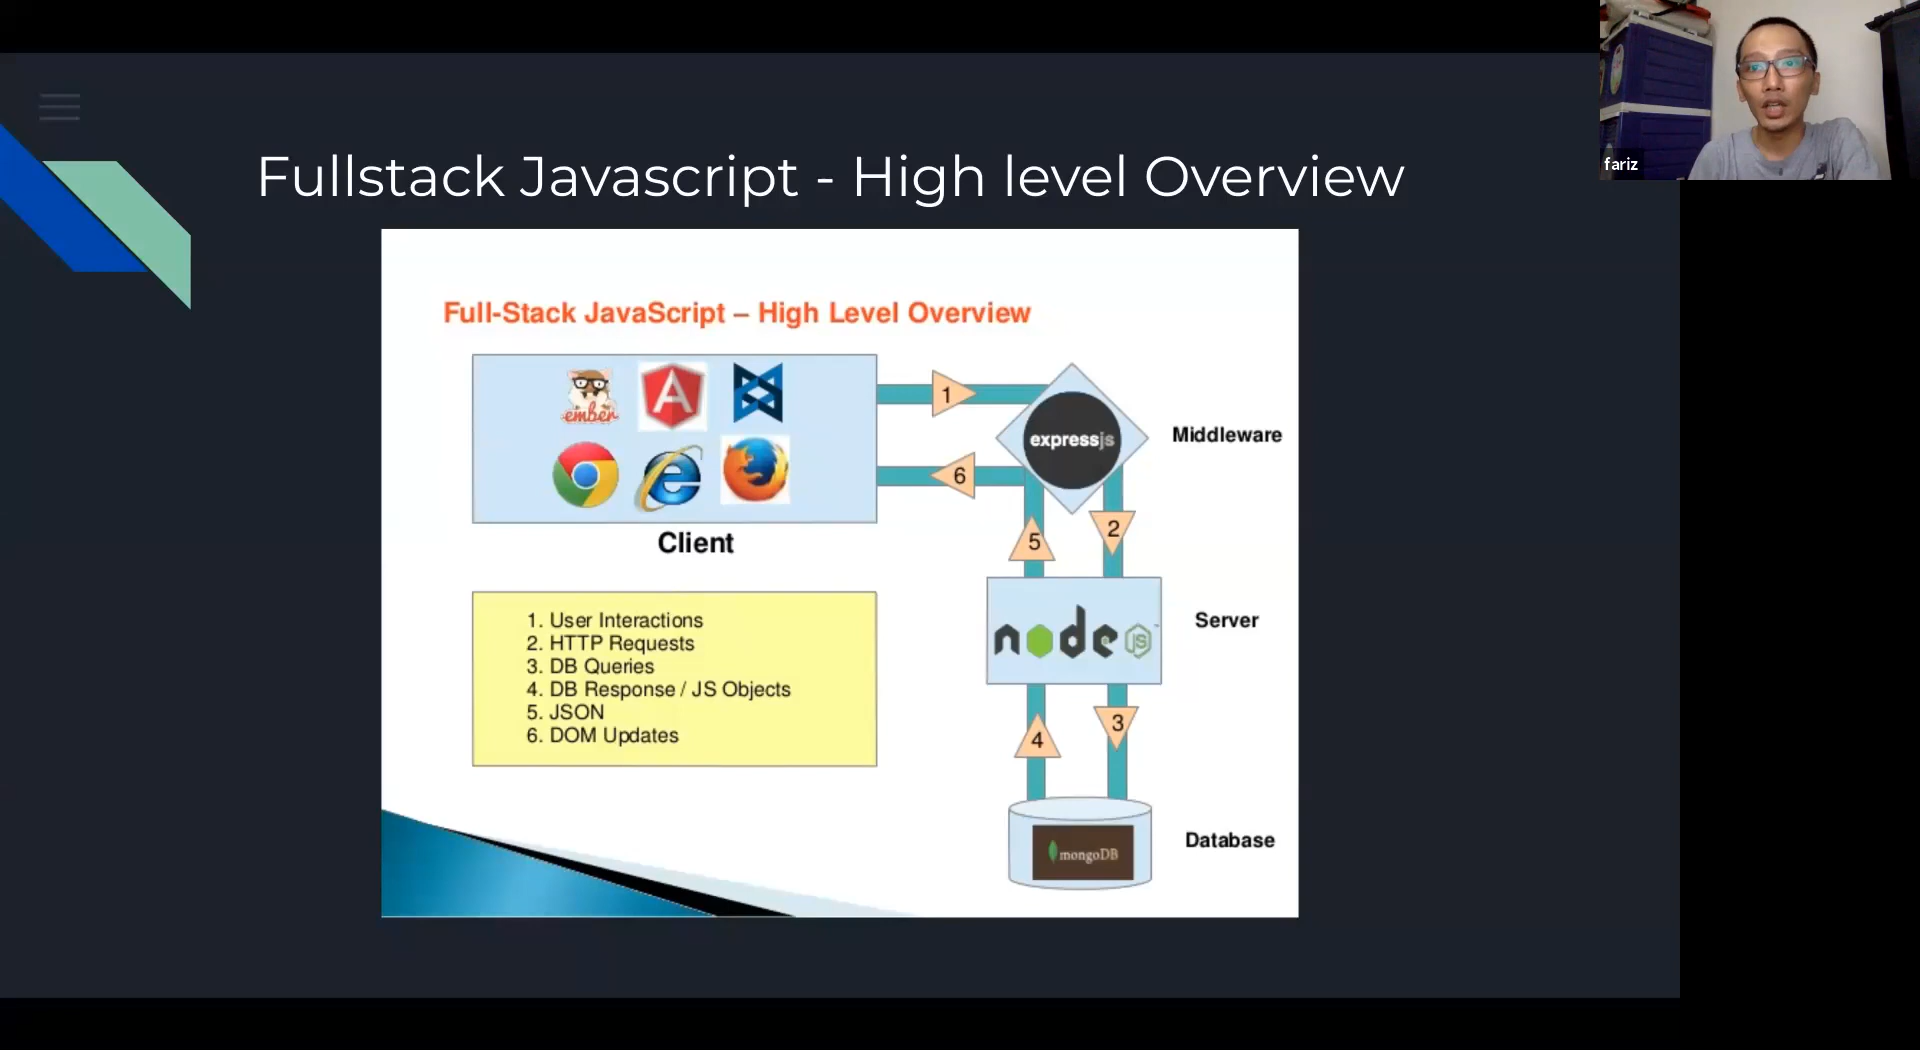 fariz
Fullstack Javascript - High level Overview
Full-Stack JavaScript – High Level Overview
ember
A
1
expressjs
Middleware
6
Client
5
2
1. User Interactions
2. HTTP Requests
3. DB Queries
4. DB Response / JS Objects
5. JSON
6. DOM Updates
node JS
Server
4
3
mongoDB
Database